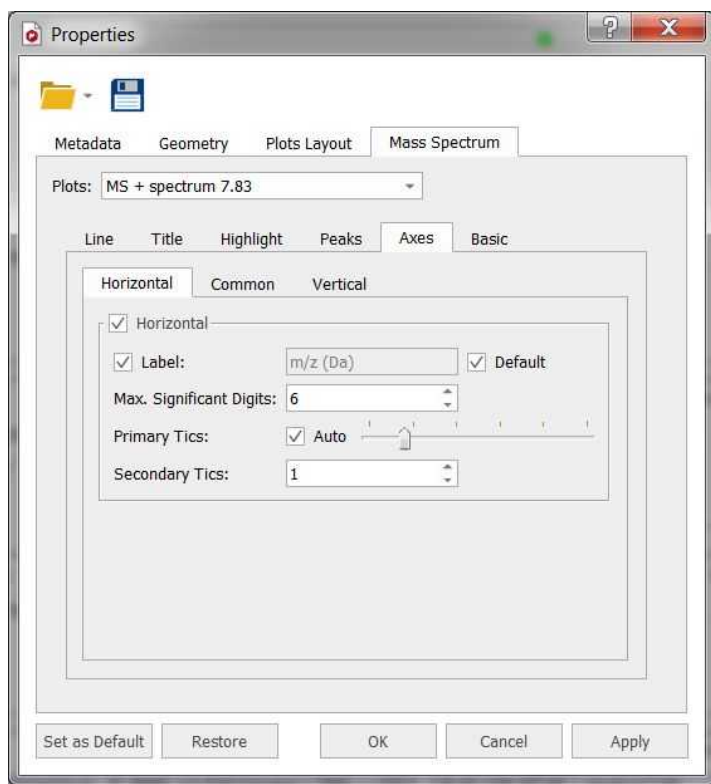 Properties
Metadata Geometry Plots Layout Mass Spectrum
Plots: MS + spectrum 7.83
Line Title Highlight Peaks Axes Basic
Horizontal Common Vertical
Horizontal
Label: m/z (Da) Default
Max. Significant Digits: 6
Primary Tics: Auto
Secondary Tics: 1
Set as Default Restore OK Cancel Apply